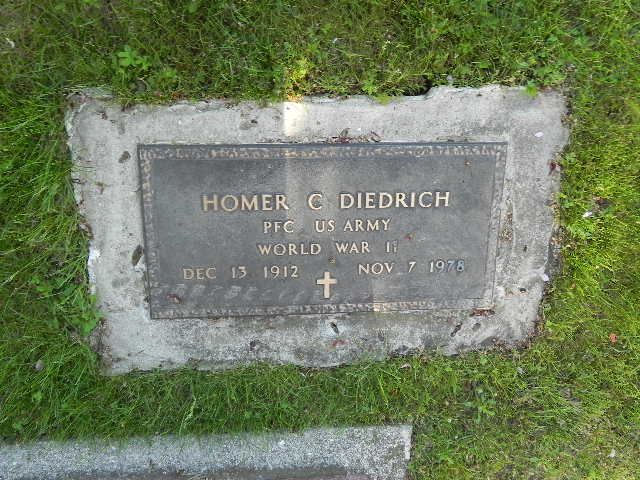 HOMER C DIEDRICH
PFC US ARMY
WORLD WAR II
DEC 13 1912 NOV 7 1978